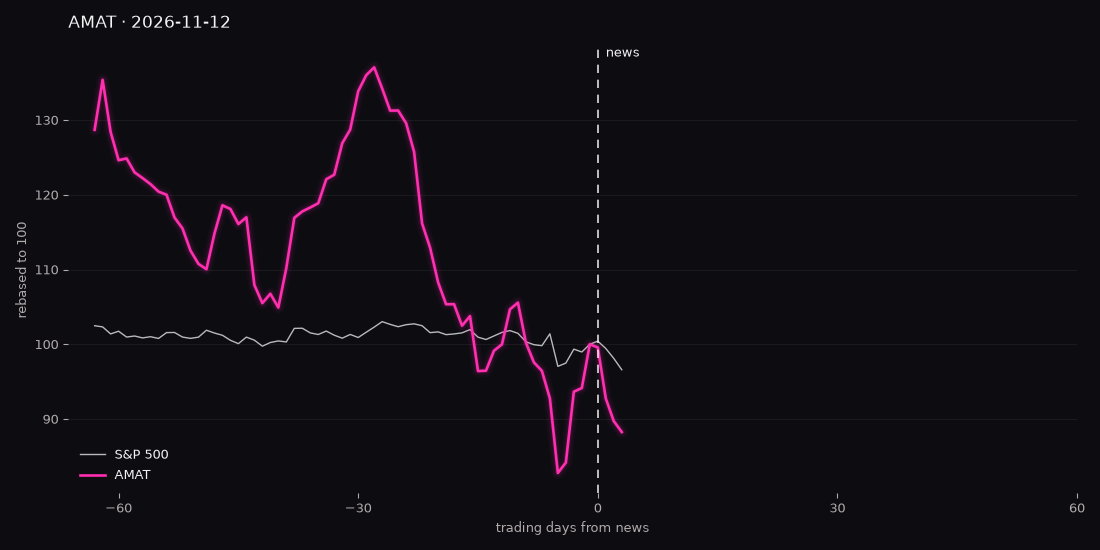 AMAT · 2026-11-12
news
130
120
110
100
90
rebased to 100
S&P 500
AMAT
−60
−30
0
30
60
trading days from news